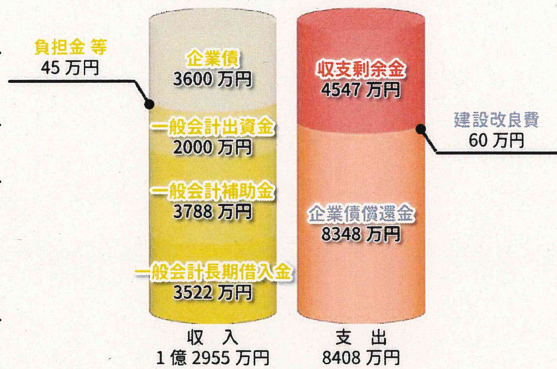 負担金 等
45 万円
企業債
3600 万円
一般会計出資金
2000 万円
一般会計補助金
3788 万円
一般会計長期借入金
3522 万円
収 入
1 億 2955 万円
収支剰余金
4547 万円
建設改良費
60 万円
企業債償還金
8348 万円
支 出
8408 万円